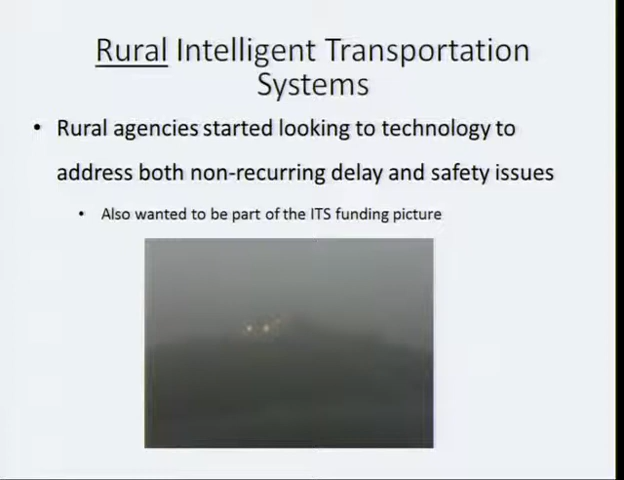 Rural Intelligent Transportation
Systems
• Rural agencies started looking to technology to
address both non-recurring delay and safety issues
• Also wanted to be part of the ITS funding picture